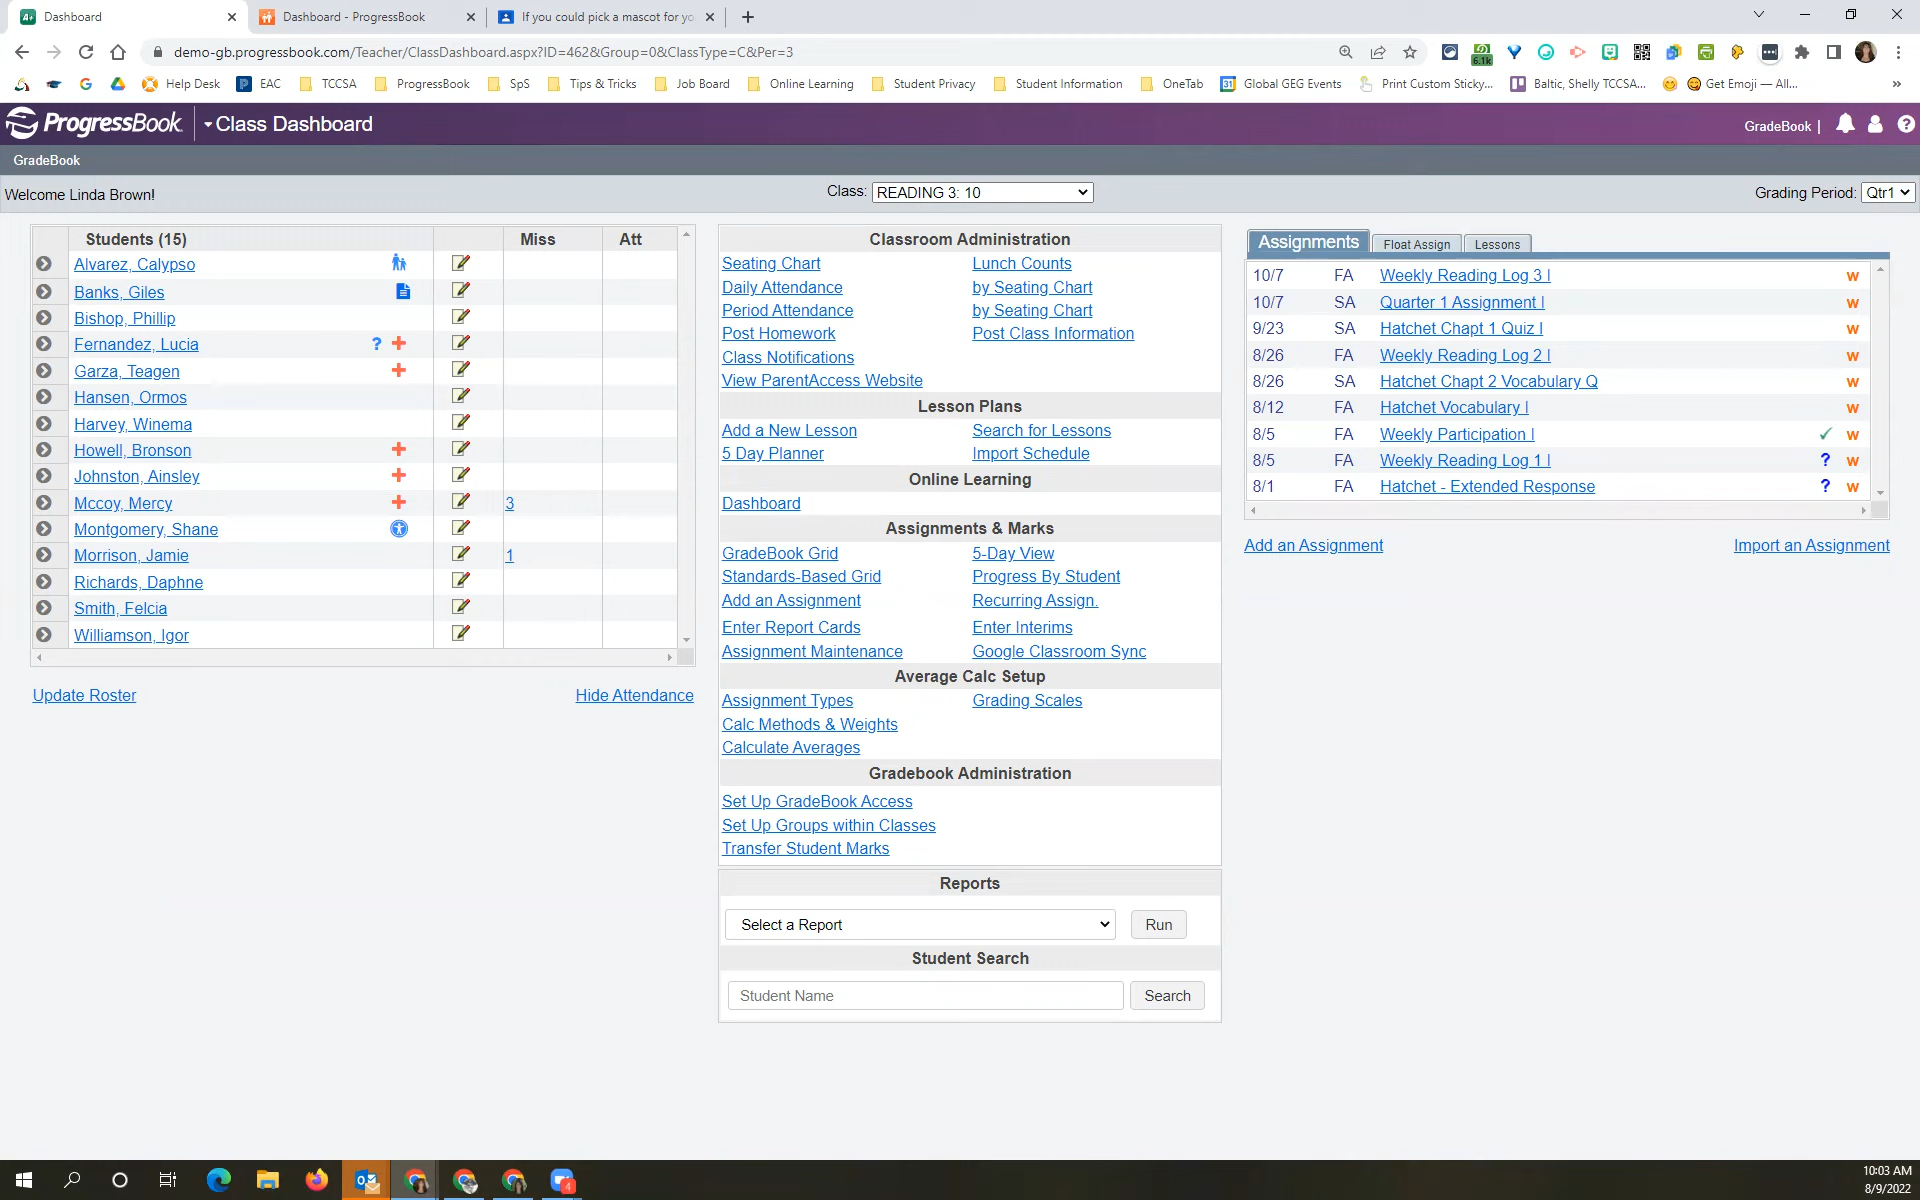 Dashboard
Dashboard - ProgressBook
If you could pick a mascot for yo
demo-gb.progressbook.com/Teacher/ClassDashboard.aspx?ID=462&Group=0&ClassType=C&Per=3
6.1k
Help Desk
EAC
TCCSA
ProgressBook
SpS
Tips & Tricks
Job Board
Online Learning
Student Privacy
Student Information
OneTab
31
Global GEG Events
Print Custom Sticky...
Baltic, Shelly TCCSA...
Get Emoji — All...
»
ProgressBook
Class Dashboard
GradeBook |
GradeBook
Welcome Linda Brown!
Class: READING 3: 10
Grading Period: Qtr1
Students (15) Miss Att
Alvarez, Calypso
Banks, Giles
Bishop, Phillip
Fernandez, Lucia ?
Garza, Teagen
Hansen, Ormos
Harvey, Winema
Howell, Bronson
Johnston, Ainsley
Mccoy, Mercy 3
Montgomery, Shane
Morrison, Jamie 1
Richards, Daphne
Smith, Felcia
Williamson, Igor
Update Roster
Hide Attendance
Classroom Administration
Seating Chart Lunch Counts
Daily Attendance by Seating Chart
Period Attendance by Seating Chart
Post Homework Post Class Information
Class Notifications
View ParentAccess Website
Lesson Plans
Add a New Lesson Search for Lessons
5 Day Planner Import Schedule
Online Learning
Dashboard
Assignments & Marks
GradeBook Grid 5-Day View
Standards-Based Grid Progress By Student
Add an Assignment Recurring Assign.
Enter Report Cards Enter Interims
Assignment Maintenance Google Classroom Sync
Average Calc Setup
Assignment Types Grading Scales
Calc Methods & Weights
Calculate Averages
Gradebook Administration
Set Up GradeBook Access
Set Up Groups within Classes
Transfer Student Marks
Reports
Select a Report Run
Student Search
Student Name Search
Assignments Float Assign Lessons
10/7 FA Weekly Reading Log 3 | w
10/7 SA Quarter 1 Assignment | w
9/23 SA Hatchet Chapt 1 Quiz | w
8/26 FA Weekly Reading Log 2 | w
8/26 SA Hatchet Chapt 2 Vocabulary Q w
8/12 FA Hatchet Vocabulary | w
8/5 FA Weekly Participation | ✓ w
8/5 FA Weekly Reading Log 1 | ? w
8/1 FA Hatchet - Extended Response ? w
Add an Assignment
Import an Assignment
4
10:03 AM
8/9/2022